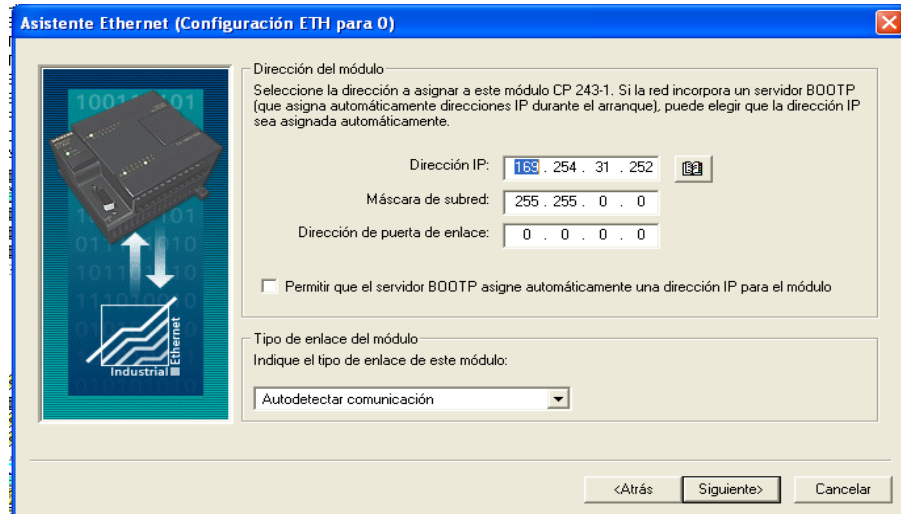 Asistente Ethernet (Configuración ETH para 0)
Dirección del módulo
Seleccione la dirección a asignar a este módulo CP 243-1. Si la red incorpora un servidor BOOTP
(que asigna automáticamente direcciones IP durante el arranque), puede elegir que la dirección IP
sea asignada automáticamente.
Dirección IP: 169 . 254 . 31 . 252
Máscara de subred: 255 . 255 . 0 . 0
Dirección de puerta de enlace: 0 . 0 . 0 . 0
Permitir que el servidor BOOTP asigne automáticamente una dirección IP para el módulo
Tipo de enlace del módulo
Indique el tipo de enlace de este módulo:
Autodetectar comunicación
Industrial
Ethernet
<Atrás
Siguiente>
Cancelar